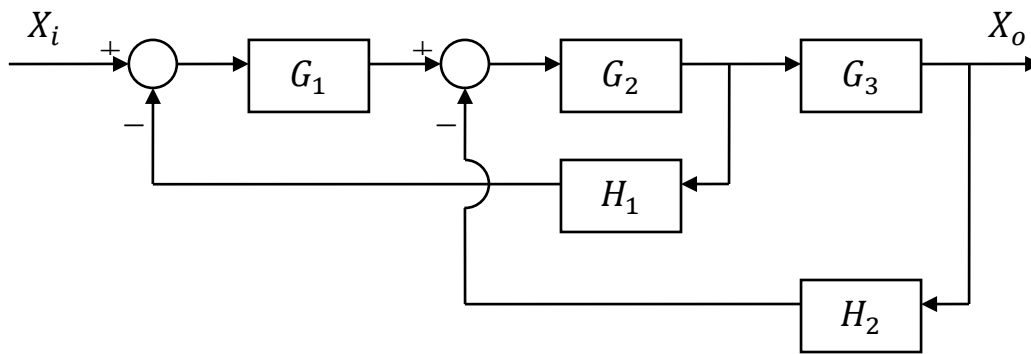 X_i + G_1 + G_2 G_3 X_o
− −
H_1
H_2